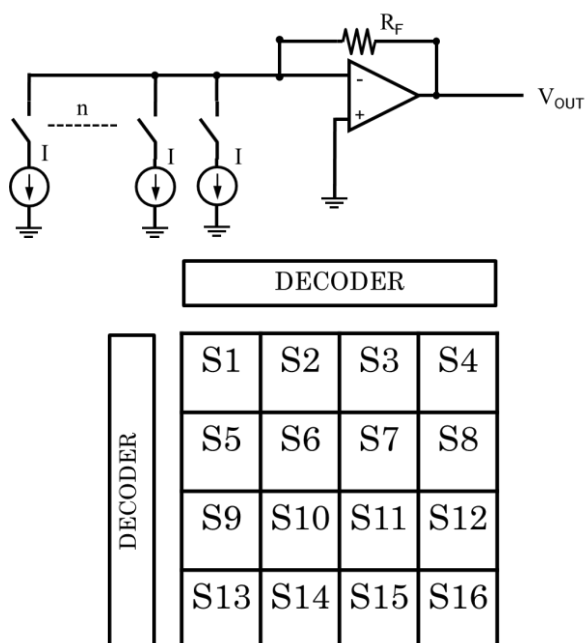 R_F
-
+
V_OUT
n
I
I
I
DECODER
DECODER
S1 S2 S3 S4
S5 S6 S7 S8
S9 S10 S11 S12
S13 S14 S15 S16